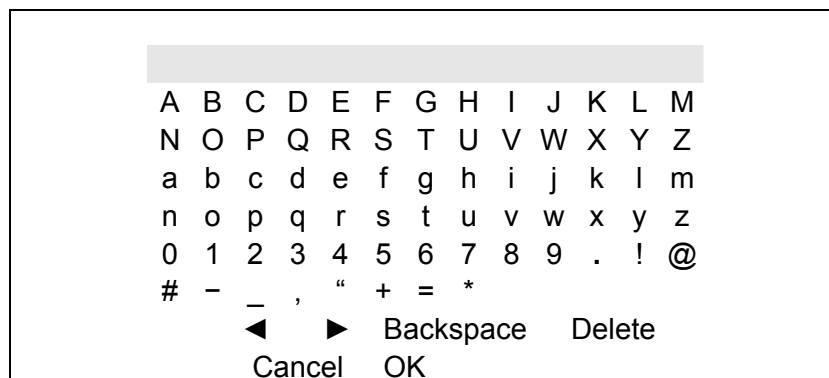 A B C D E F G H I J K L M
N O P Q R S T U V W X Y Z
a b c d e f g h i j k l m
n o p q r s t u v w x y z
0 1 2 3 4 5 6 7 8 9 . ! @
# − _ , “ + = *
◄ ► Backspace Delete
Cancel OK